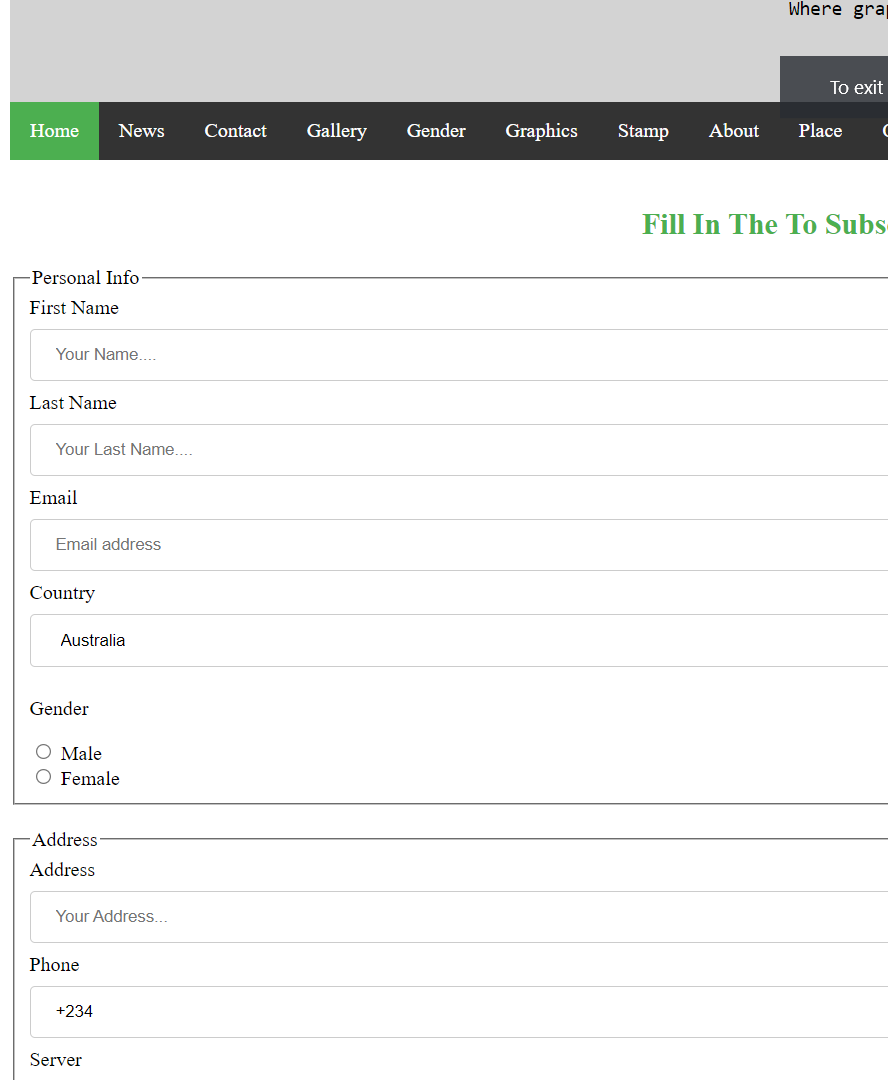 Where
To exit
Home News Contact Gallery Gender Graphics Stamp About Place
Fill In The To
Personal Info
First Name
Your Name....
Last Name
Your Last Name....
Email
Email address
Country
Australia
Gender
Male
Female
Address
Address
Your Address...
Phone
+234
Server